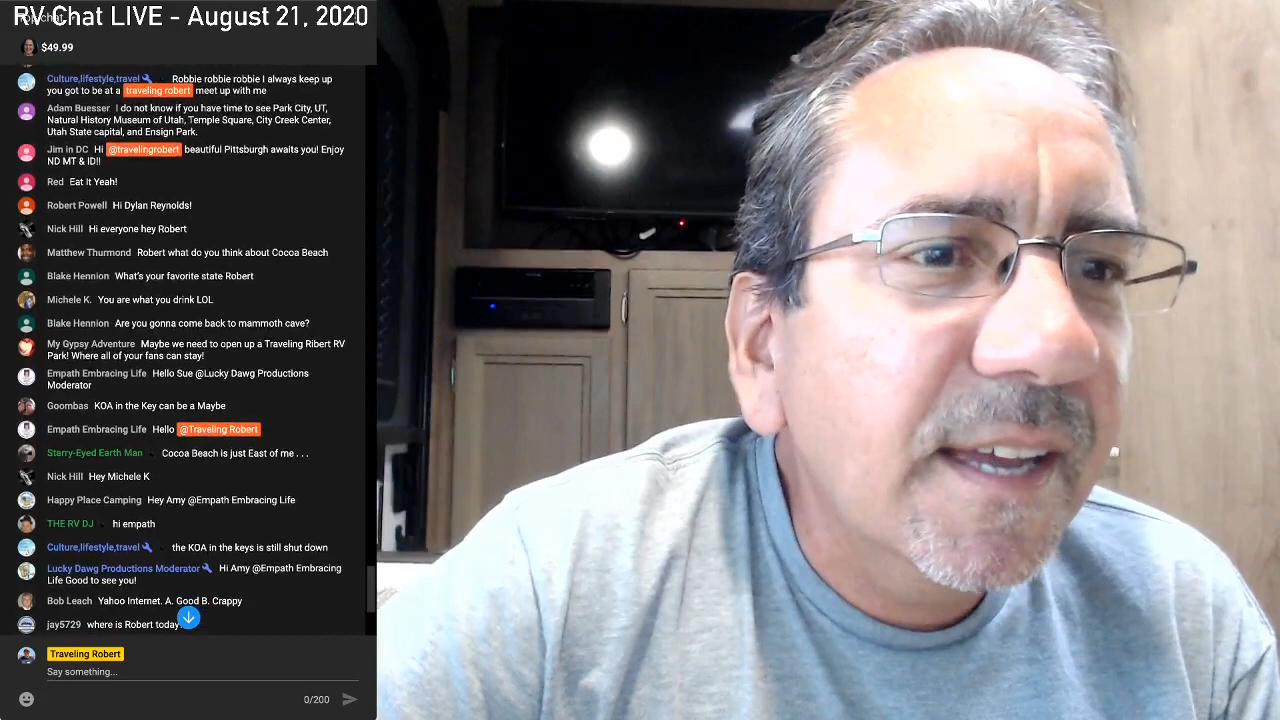 RV Chat LIVE - August 21, 2020
$49.99
Culture,lifestyle,travel Robbie robbie robbie I always keep up
you got to be at a traveling robert meet up with me
Adam Buesser I do not know if you have time to see Park City, UT,
Natural History Museum of Utah, Temple Square, City Creek Center,
Utah State capital, and Ensign Park.
Jim in DC Hi @travelingrobert beautiful Pittsburgh awaits you! Enjoy
ND MT & ID!!
Red Eat It Yeah!
Robert Powell Hi Dylan Reynolds!
Nick Hill Hi everyone hey Robert
Matthew Thurmond Robert what do you think about Cocoa Beach
Blake Hennion What's your favorite state Robert
Michele K. You are what you drink LOL
Blake Hennion Are you gonna come back to mammoth cave?
My Gypsy Adventure Maybe we need to open up a Traveling Ribert RV
Park! Where all of your fans can stay!
Empath Embracing Life Hello Sue @Lucky Dawg Productions
Moderator
Goombas KOA in the Key can be a Maybe
Empath Embracing Life Hello @Traveling Robert
Starry-Eyed Earth Man Cocoa Beach is just East of me . . .
Nick Hill Hey Michele K
Happy Place Camping Hey Amy @Empath Embracing Life
THE RV DJ hi empath
Culture,lifestyle,travel the KOA in the keys is still shut down
Lucky Dawg Productions Moderator Hi Amy @Empath Embracing
Life Good to see you!
Bob Leach Yahoo Internet. A. Good B. Crappy
jay5729 where is Robert today
Traveling Robert
Say something...
0/200